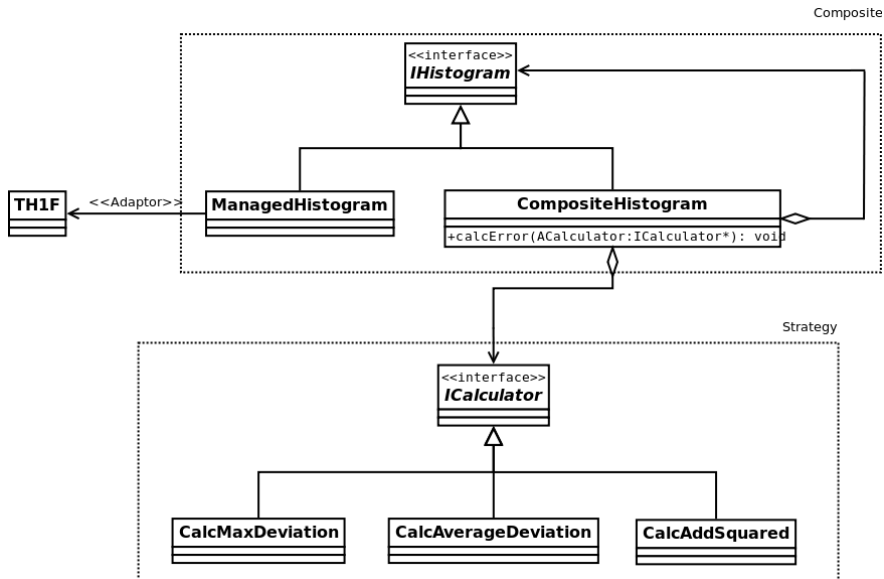 Composite
<<interface>>
IHistogram
TH1F
<<Adaptor>>
ManagedHistogram
CompositeHistogram
+calcError(ACalculator:ICalculator*): void
Strategy
<<interface>>
ICalculator
CalcMaxDeviation
CalcAverageDeviation
CalcAddSquared